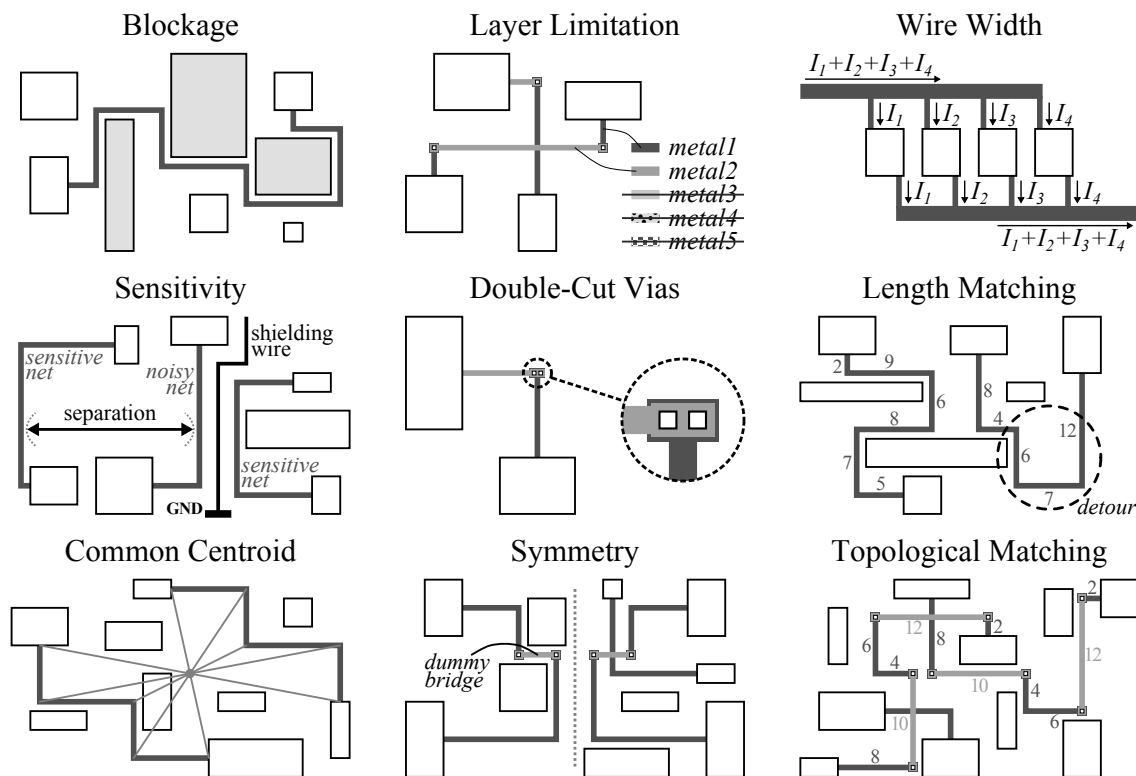 Blockage
Layer Limitation
metal1
metal2
metal3
metal4
metal5
Wire Width
I1+I2+I3+I4
I1
I2
I3
I4
I1
I2
I3
I4
I1+I2+I3+I4
Sensitivity
sensitive
net
noisy
net
shielding
wire
separation
sensitive
net
GND
Double-Cut Vias
Length Matching
2
9
6
8
7
5
8
4
6
7
12
detour
Common Centroid
Symmetry
dummy
bridge
Topological Matching
12
2
6
8
4
10
10
8
4
6
12
2